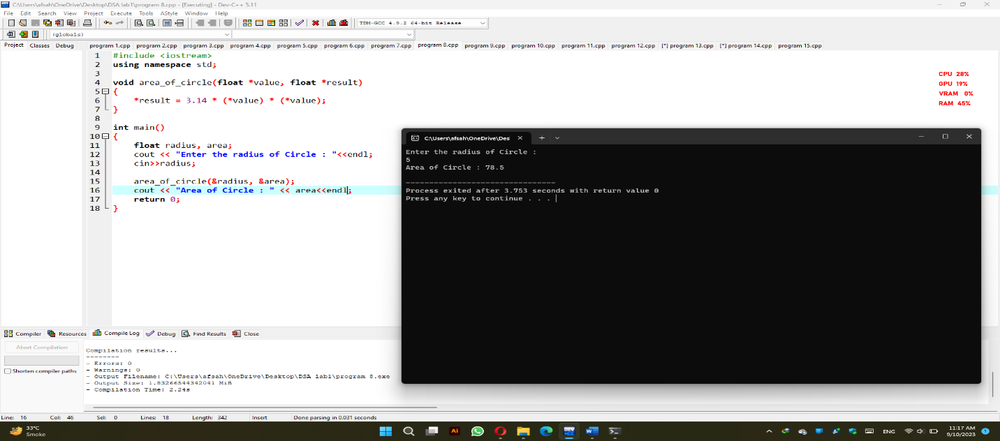 C:\Users\afsah\OneDrive\Desktop\DSA lab1\program 8.cpp - [Executing] - Dev-C++ 5.11
File Edit Search View Project Execute Tools AStyle Window Help
TDM-GCC 4.9.2 64-bit Release
(globals)
Project Classes Debug
program 1.cpp program 2.cpp program 3.cpp program 4.cpp program 5.cpp program 6.cpp program 7.cpp program 8.cpp program 9.cpp program 10.cpp program 11.cpp program 12.cpp [*] program 13.cpp [*] program 14.cpp program 15.cpp
1 #include <iostream>
2 using namespace std;
3
4 void area_of_circle(float *value, float *result)
5 {
6 *result = 3.14 * (*value) * (*value);
7 }
8
9 int main()
10 {
11 float radius, area;
12 cout << "Enter the radius of Circle : "<<endl;
13 cin>>radius;
14
15 area_of_circle(&radius, &area);
16 cout << "Area of Circle : " << area<<endl;
17 return 0;
18 }
CPU 28%
GPU 19%
VRAM 0%
RAM 45%
C:\Users\afsah\OneDrive\Des
Enter the radius of Circle :
5
Area of Circle : 78.5
--------------------------------
Process exited after 3.753 seconds with return value 0
Press any key to continue . . .
Compiler Resources Compile Log Debug Find Results Close
Abort Compilation
Shorten compiler paths
Compilation results...
--------
- Errors: 0
- Warnings: 0
- Output Filename: C:\Users\afsah\OneDrive\Desktop\DSA lab1\program 8.exe
- Output Size: 1.83266544342041 MiB
- Compilation Time: 2.24s
Line: 16 Col: 46 Sel: 0 Lines: 18 Length: 342 Insert Done parsing in 0.031 seconds
33°C
Smoke
Ai
DEV
W
ENG
11:17 AM
9/10/2023
1